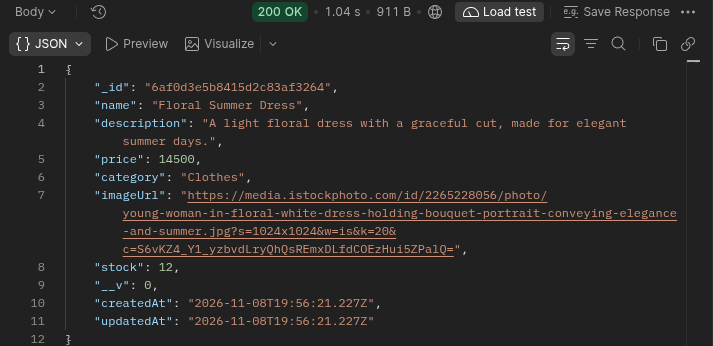 Body 200 OK • 1.04 s • 911 B Load test e.g. Save Response
{} JSON Preview Visualize
1 {
2 "_id": "6af0d3e5b8415d2c83af3264",
3 "name": "Floral Summer Dress",
4 "description": "A light floral dress with a graceful cut, made for elegant
summer days.",
5 "price": 14500,
6 "category": "Clothes",
7 "imageUrl": "https://media.istockphoto.com/id/2265228056/photo/
young-woman-in-floral-white-dress-holding-bouquet-portrait-conveying-elegance
-and-summer.jpg?s=1024x1024&w=is&k=20&
c=S6vKZ4_Y1_yzbvdLryQhQsREmxDLfdCOEzHui5ZPalQ=",
8 "stock": 12,
9 "__v": 0,
10 "createdAt": "2026-11-08T19:56:21.227Z",
11 "updatedAt": "2026-11-08T19:56:21.227Z"
12 }